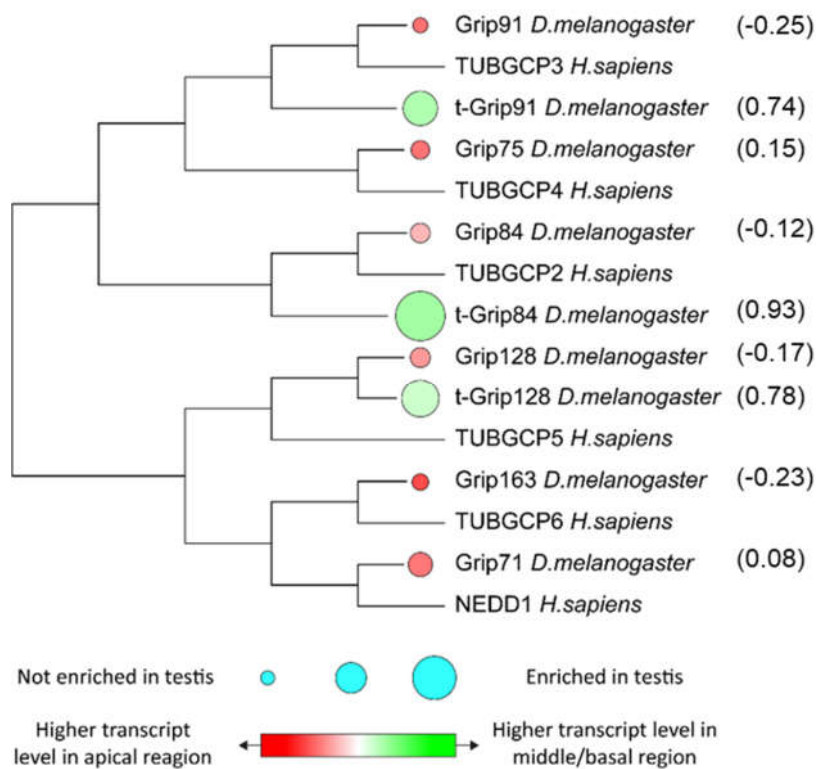 Grip91 D.melanogaster (-0.25)
TUBGCP3 H.sapiens
t-Grip91 D.melanogaster (0.74)
Grip75 D.melanogaster (0.15)
TUBGCP4 H.sapiens
Grip84 D.melanogaster (-0.12)
TUBGCP2 H.sapiens
t-Grip84 D.melanogaster (0.93)
Grip128 D.melanogaster (-0.17)
t-Grip128 D.melanogaster (0.78)
TUBGCP5 H.sapiens
Grip163 D.melanogaster (-0.23)
TUBGCP6 H.sapiens
Grip71 D.melanogaster (0.08)
NEDD1 H.sapiens
Not enriched in testis
Enriched in testis
Higher transcript
level in apical reagion
Higher transcript level in
middle/basal region